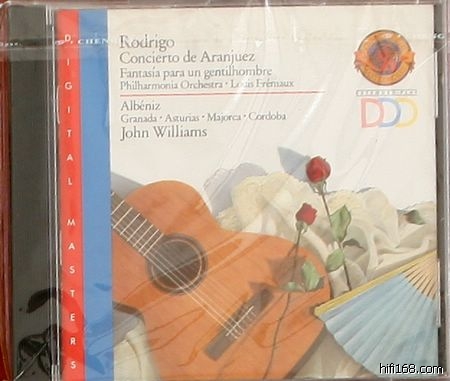 DIGITAL MASTERS
Rodrigo
Concierto de Aranjuez
Fantasia para un gentilhombre
Philharmonia Orchestra · Louis Frémaux
Albéniz
Granada · Asturias · Majorca · Cordoba
John Williams
DDD
hifi168.com